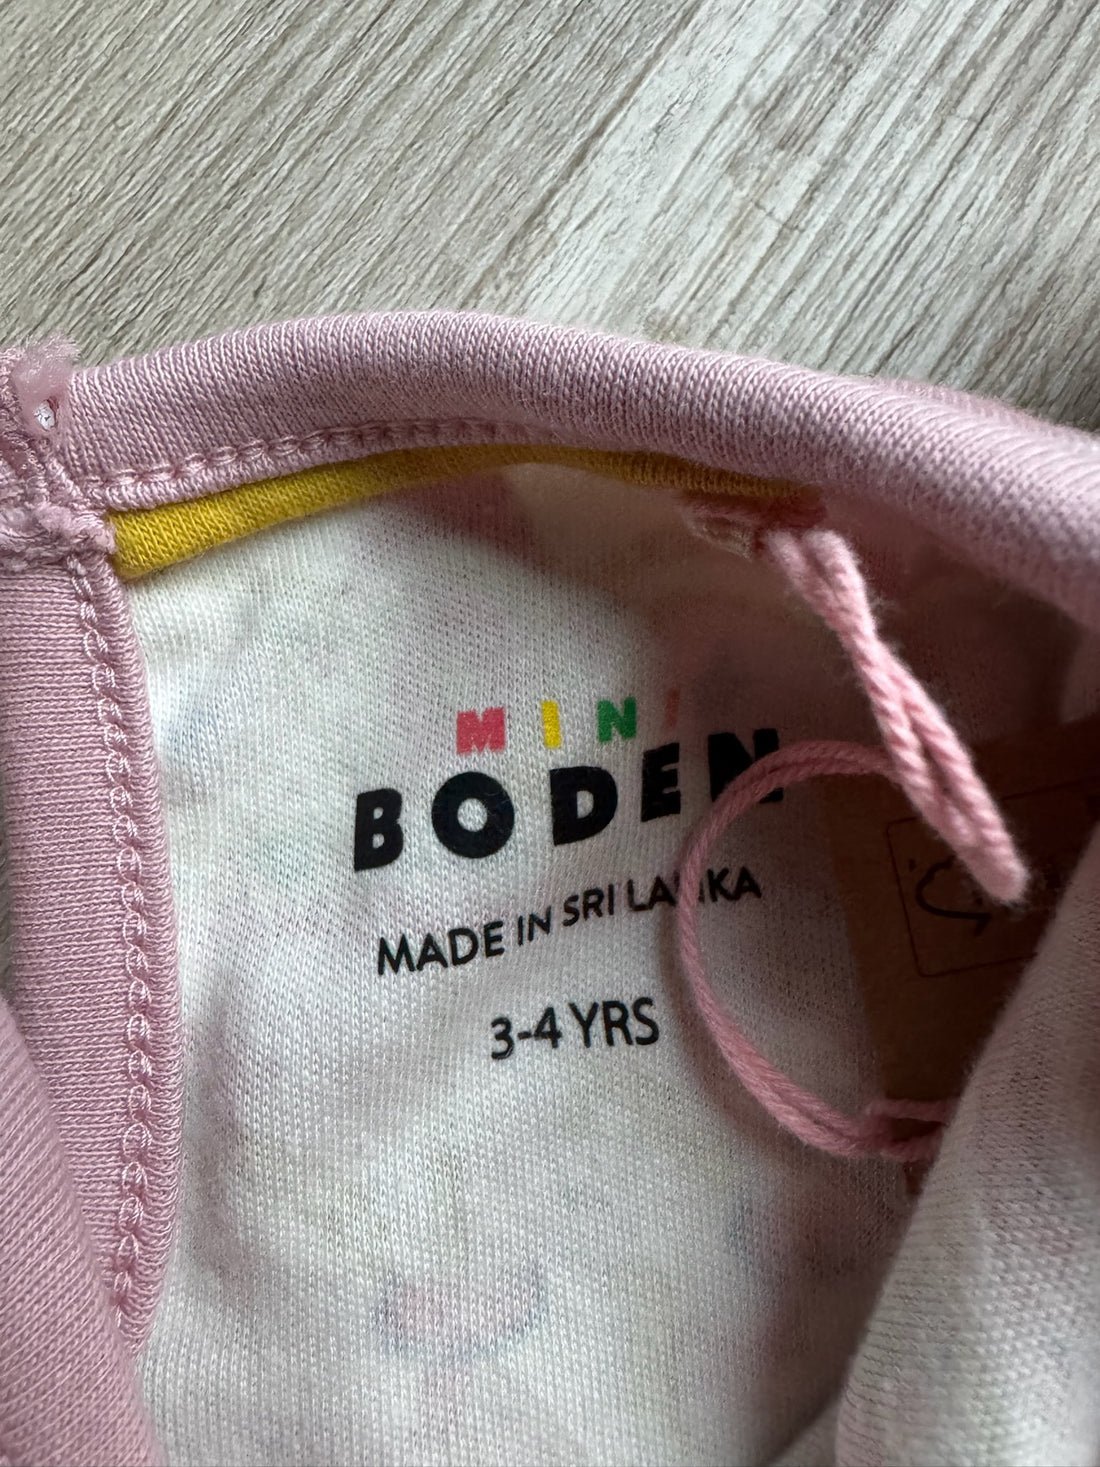 MINI
BODEN
MADE IN SRI LANKA
3-4 YRS